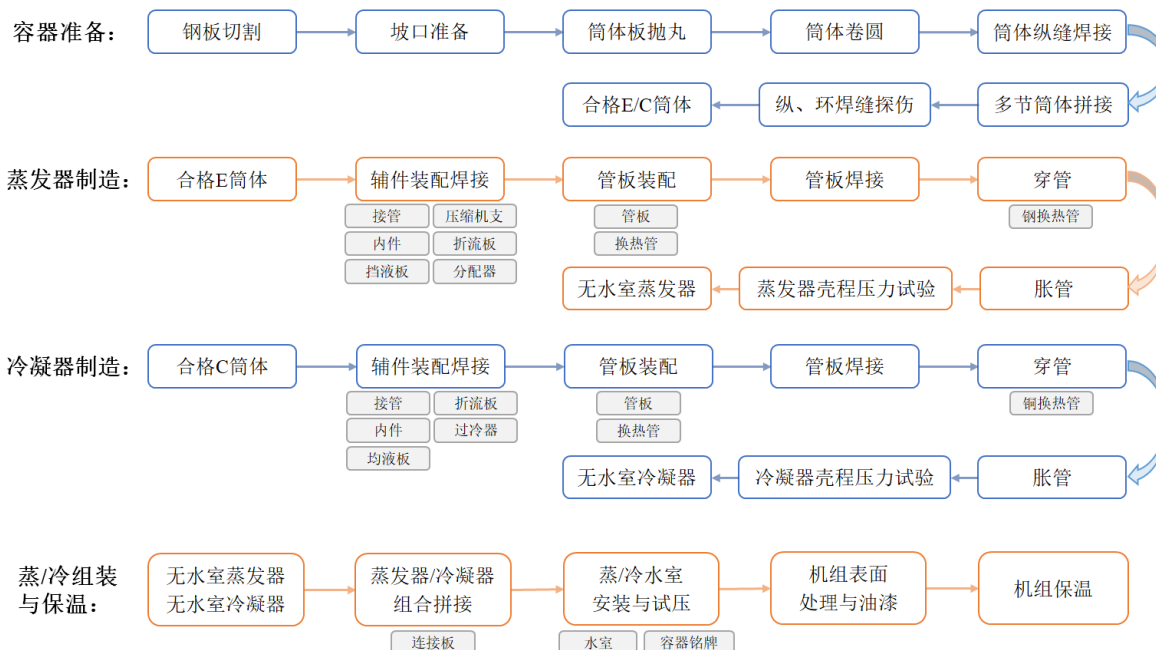 容器准备：
钢板切割
坡口准备
筒体板抛丸
筒体卷圆
筒体纵缝焊接
合格E/C筒体
纵、环焊缝探伤
多节筒体拼接
蒸发器制造：
合格E筒体
辅件装配焊接
管板装配
管板焊接
穿管
接管
压缩机支
管板
钢换热管
内件
折流板
换热管
挡液板
分配器
无水室蒸发器
蒸发器壳程压力试验
胀管
冷凝器制造：
合格C筒体
辅件装配焊接
管板装配
管板焊接
穿管
接管
折流板
管板
铜换热管
内件
过冷器
换热管
均液板
无水室冷凝器
冷凝器壳程压力试验
胀管
蒸/冷组装
与保温：
无水室蒸发器
无水室冷凝器
蒸发器/冷凝器
组合拼接
蒸/冷水室
安装与试压
机组表面
处理与油漆
机组保温
连接板
水室
容器铭牌